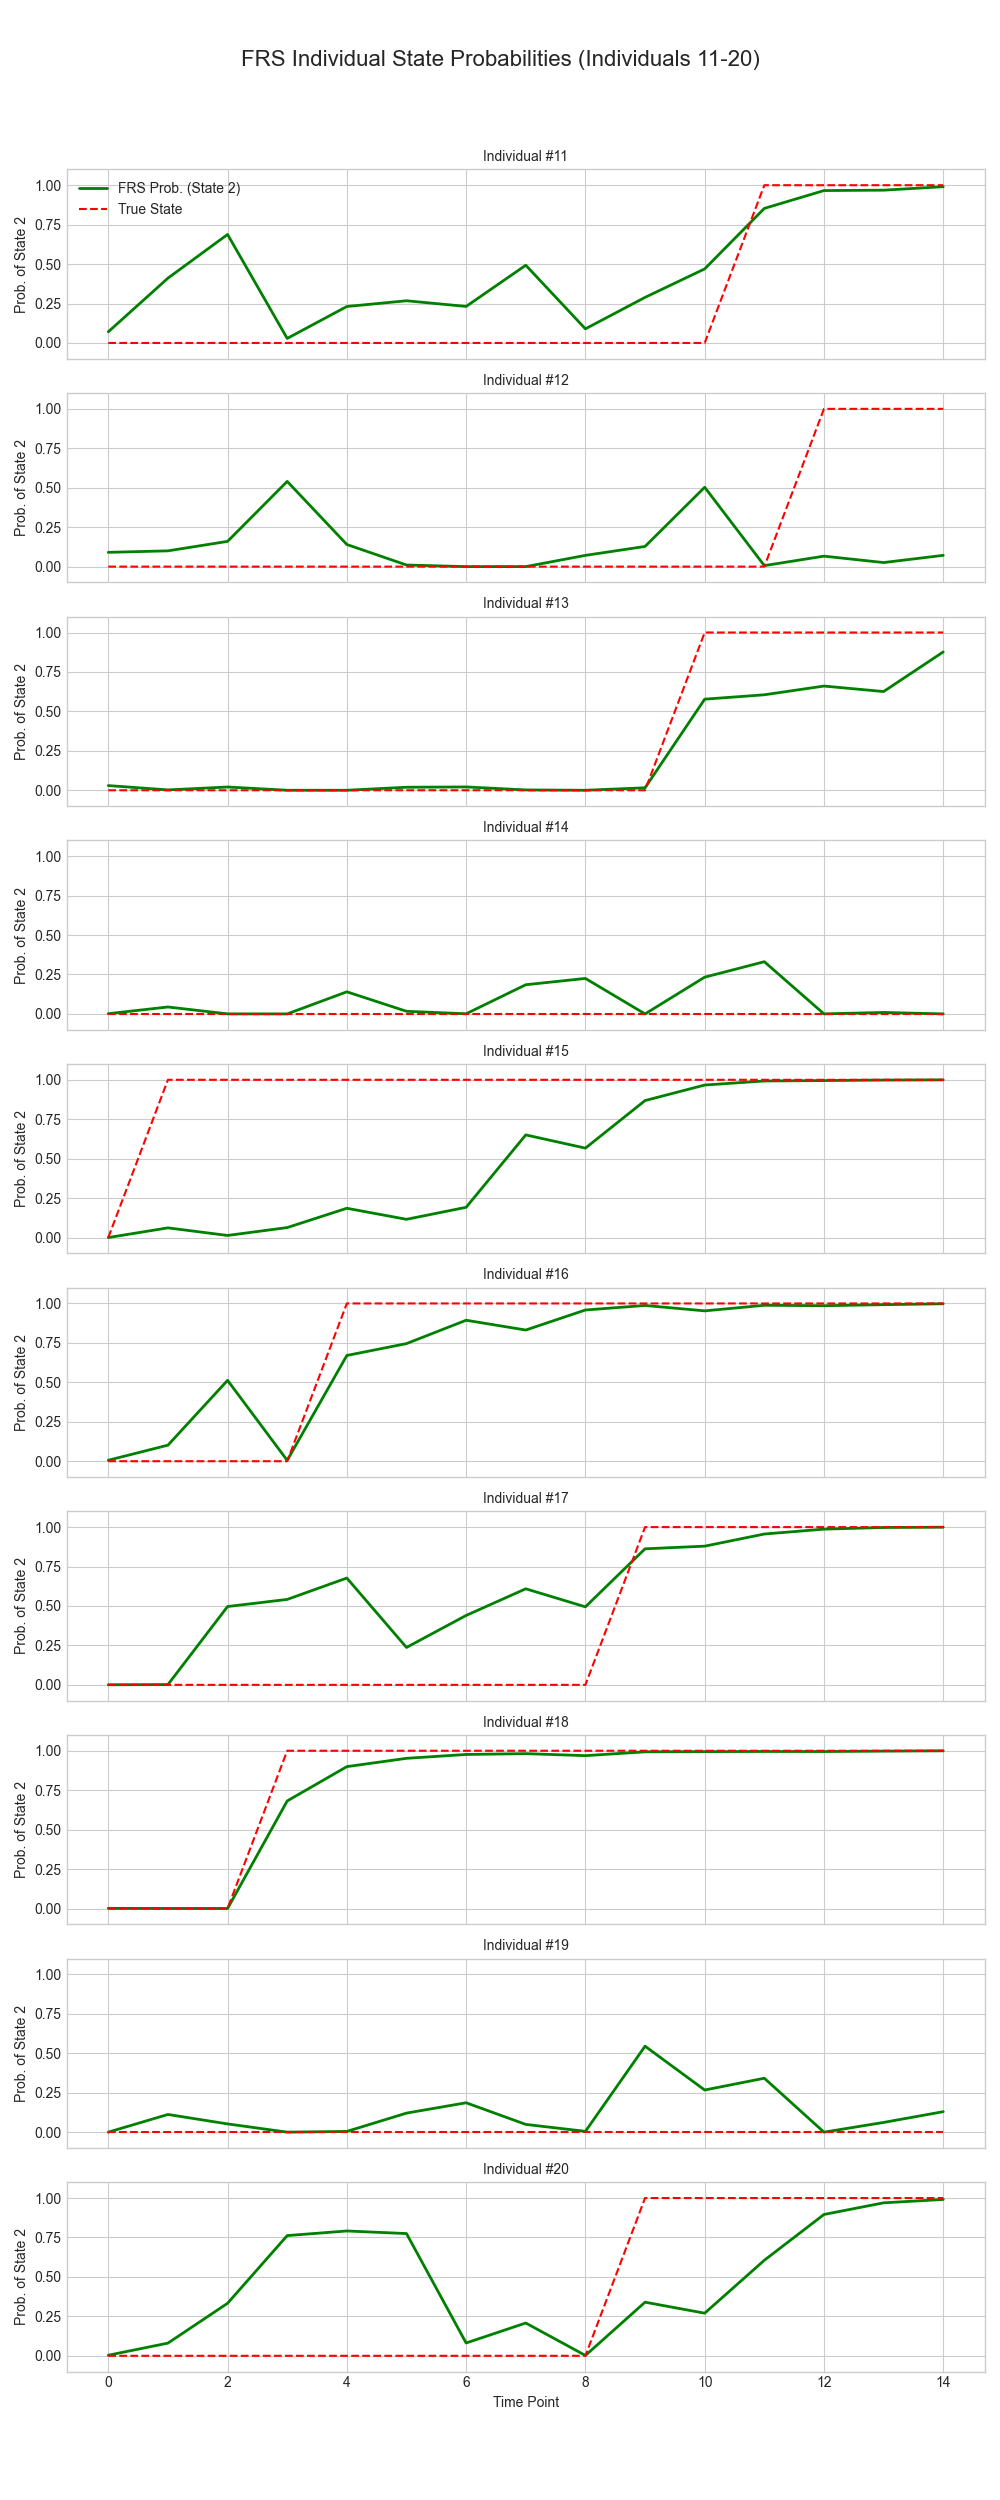 FRS Individual State Probabilities (Individuals 11-20)
Individual #11
1.00
0.75
0.50
0.25
0.00
Prob. of State 2
FRS Prob. (State 2)
True State
Individual #12
1.00
0.75
0.50
0.25
0.00
Prob. of State 2
Individual #13
1.00
0.75
0.50
0.25
0.00
Prob. of State 2
Individual #14
1.00
0.75
0.50
0.25
0.00
Prob. of State 2
Individual #15
1.00
0.75
0.50
0.25
0.00
Prob. of State 2
Individual #16
1.00
0.75
0.50
0.25
0.00
Prob. of State 2
Individual #17
1.00
0.75
0.50
0.25
0.00
Prob. of State 2
Individual #18
1.00
0.75
0.50
0.25
0.00
Prob. of State 2
Individual #19
1.00
0.75
0.50
0.25
0.00
Prob. of State 2
Individual #20
1.00
0.75
0.50
0.25
0.00
Prob. of State 2
0 2 4 6 8 10 12 14
Time Point